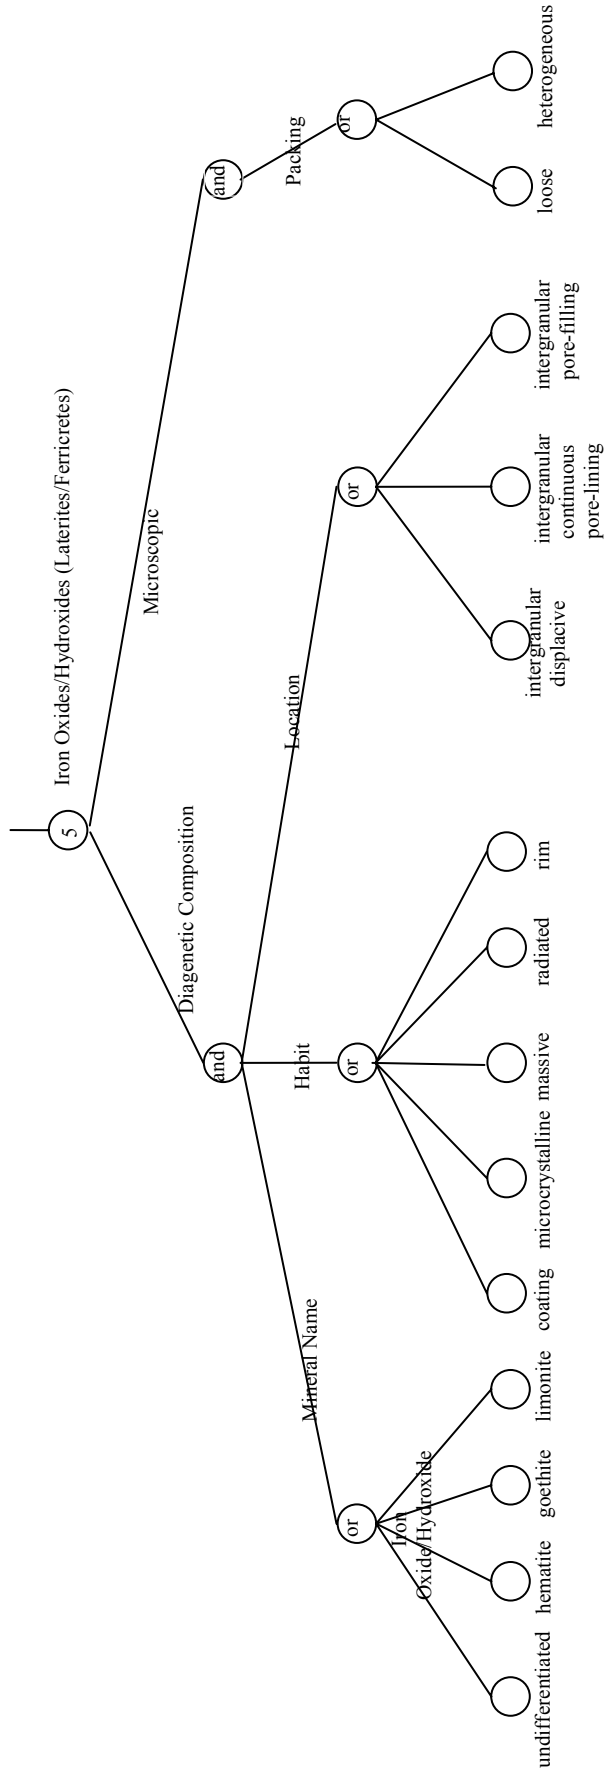 5
Iron Oxides/Hydroxides (Laterites/Ferricretes)
Diagenetic Composition
Microscopic
and
and
Mineral Name
Habit
Location
Packing
or
or
or
or
Iron
Oxide/Hydroxide
undifferentiated
hematite
goethite
limonite
coating
microcrystalline
massive
radiated
rim
intergranular
displacive
intergranular
continuous
pore-lining
intergranular
pore-filling
loose
heterogeneous